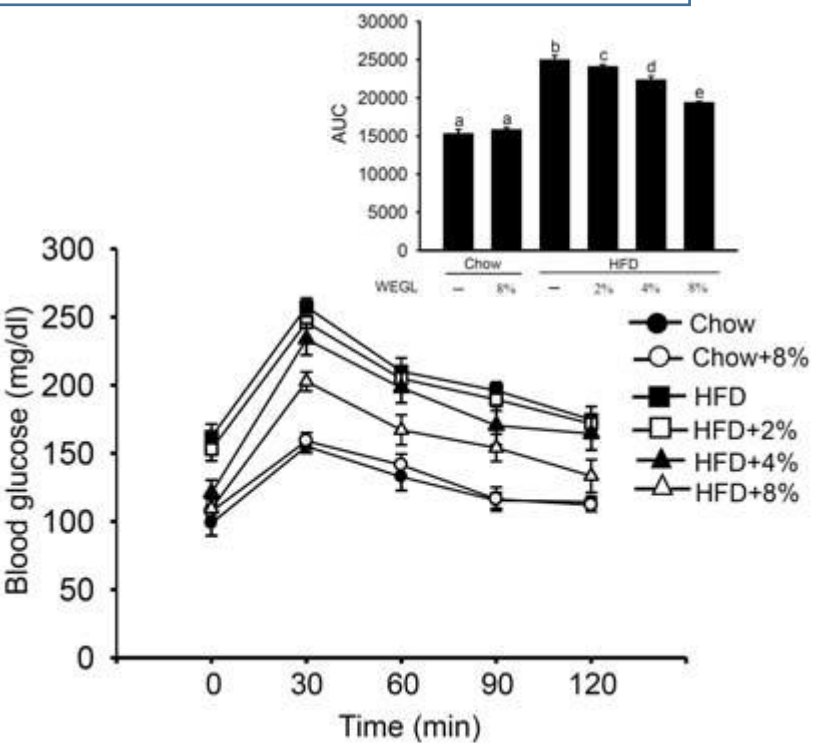 30000
25000
20000
15000
10000
5000
0
AUC
b
c
d
e
a
a
Chow
HFD
WEGL
–
8%
–
2%
4%
8%
300
250
200
150
100
50
0
Blood glucose (mg/dl)
Chow
Chow+8%
HFD
HFD+2%
HFD+4%
HFD+8%
0
30
60
90
120
Time (min)